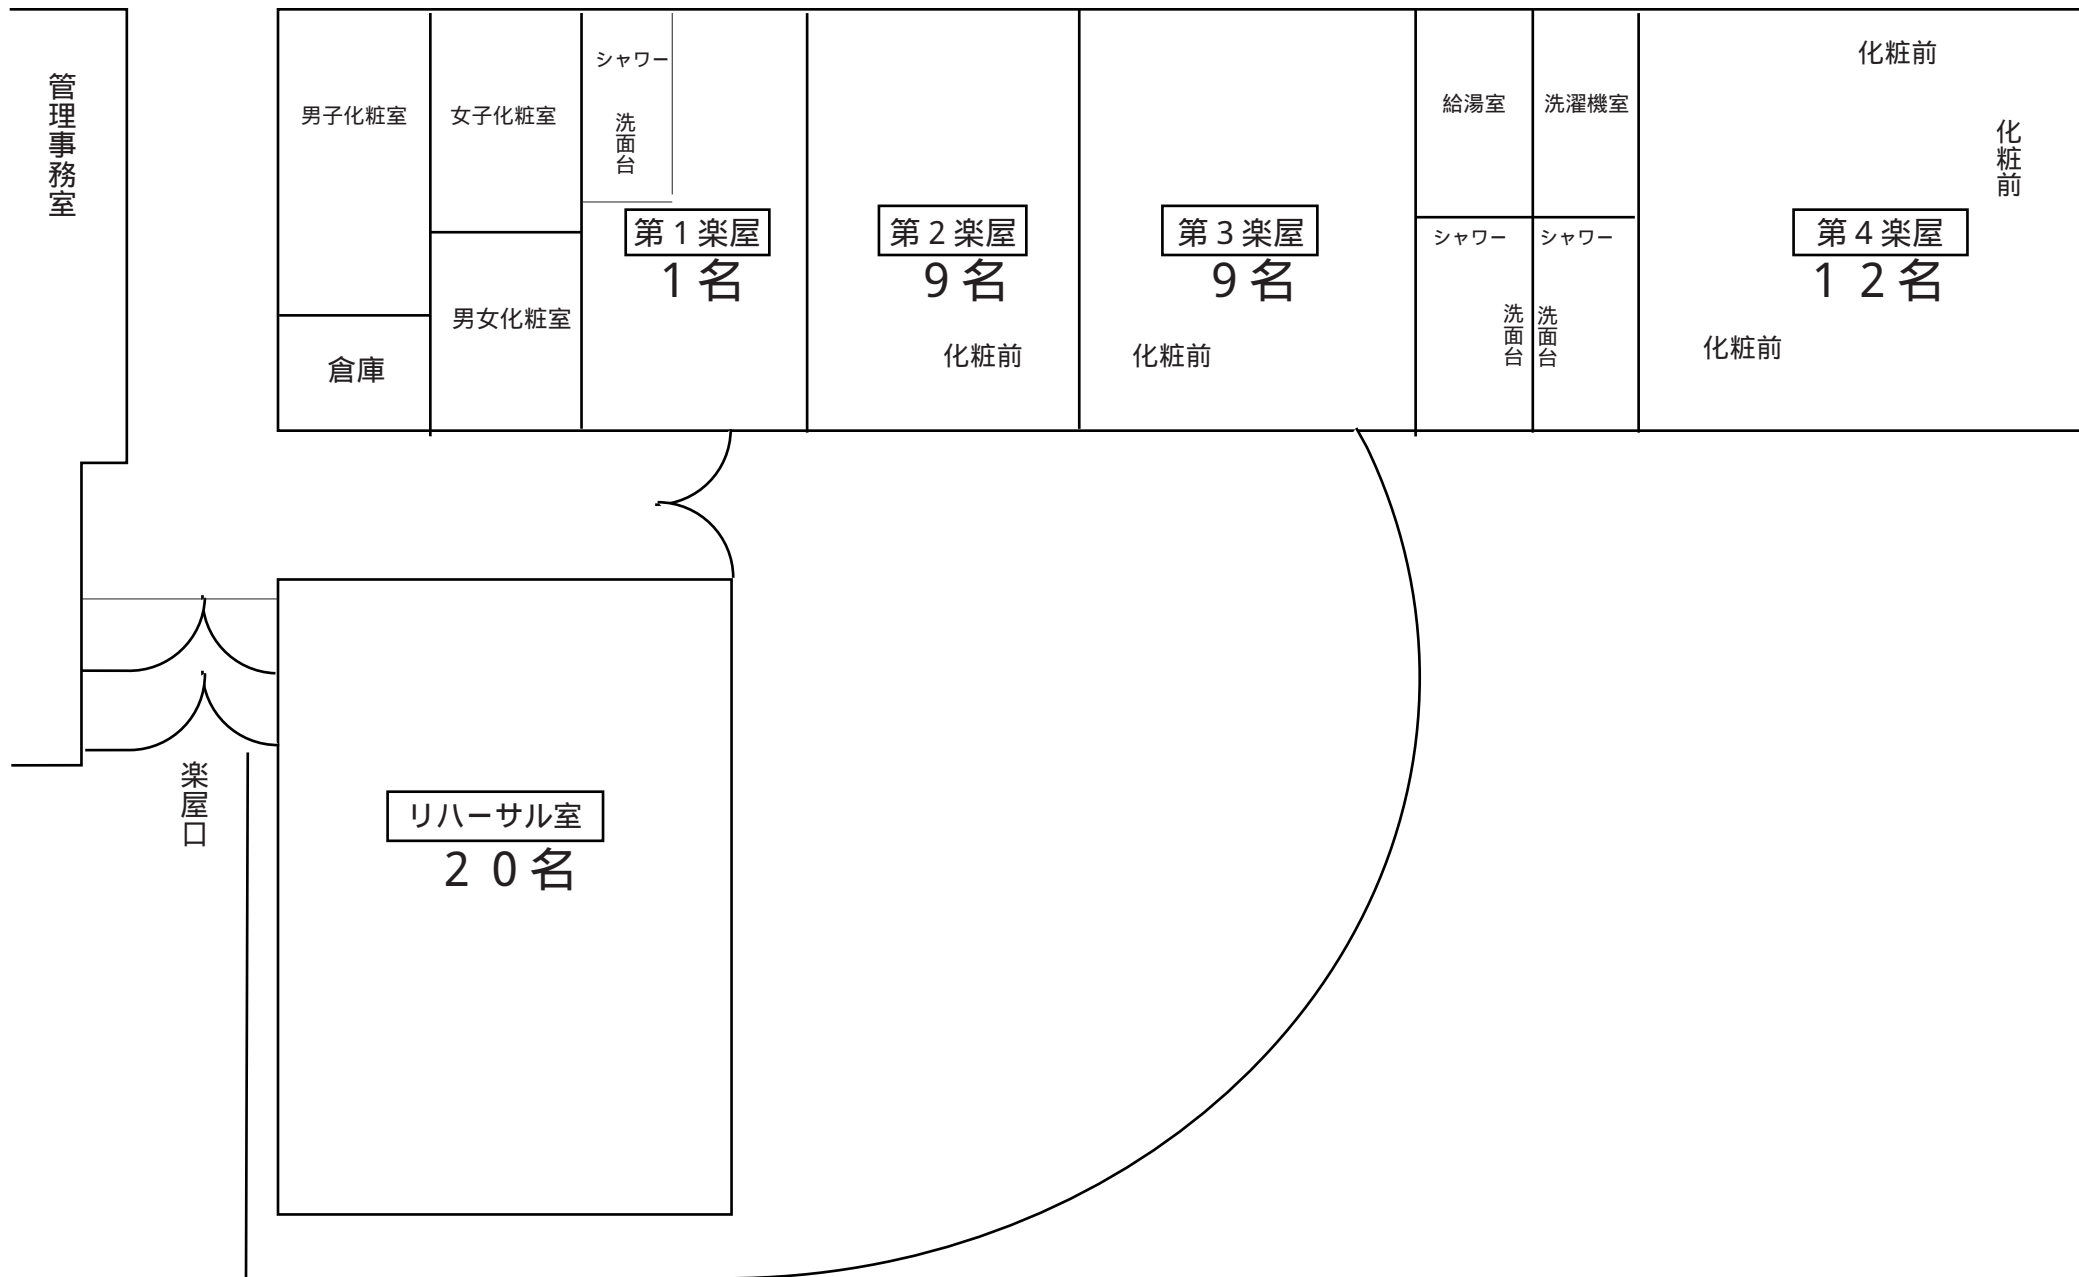 管理事務室
男子化粧室
女子化粧室
シャワー
洗面台
給湯室
洗濯機室
化粧前
化粧前
第1楽屋
1名
第2楽屋
9名
第3楽屋
9名
シャワー
シャワー
第4楽屋
12名
倉庫
男女化粧室
化粧前
化粧前
洗面台
洗面台
化粧前
楽屋口
リハーサル室
20名